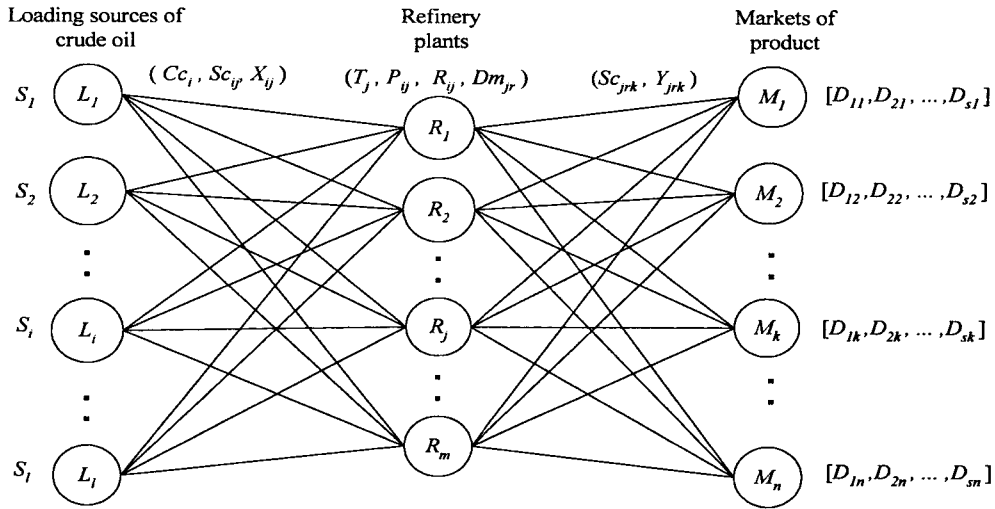 Loading sources of crude oil
Refinery plants
Markets of product
( Cc_i , Sc_ij, X_ij )
( T_j , P_ij , R_ij , Dm_jr )
(Sc_jrk, Y_jrk )
S_1 L_1 R_1 M_1 [D_11,D_21, ... ,D_s1]
S_2 L_2 R_2 M_2 [D_12,D_22, ... ,D_s2]
S_i L_i R_j M_k [D_1k,D_2k, ... ,D_sk]
S_l L_l R_m M_n [D_1n,D_2n, ... ,D_sn]